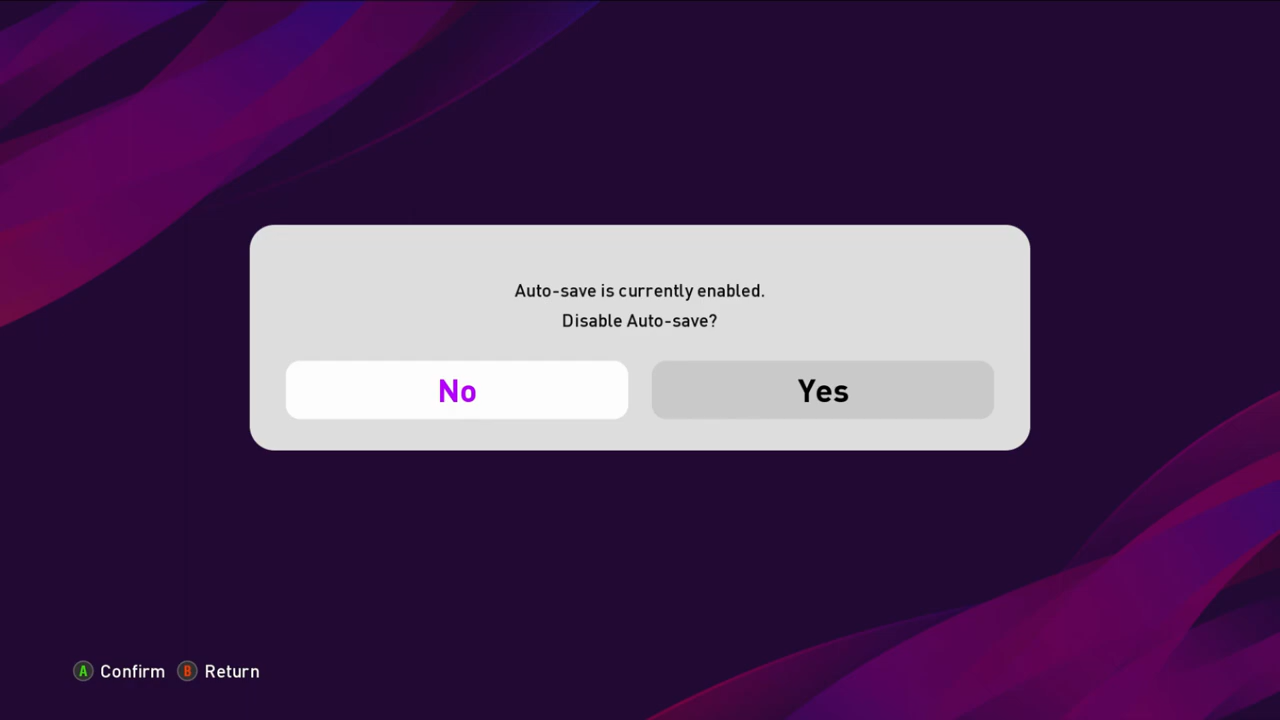 Auto-save is currently enabled.
Disable Auto-save?
No Yes
A Confirm B Return